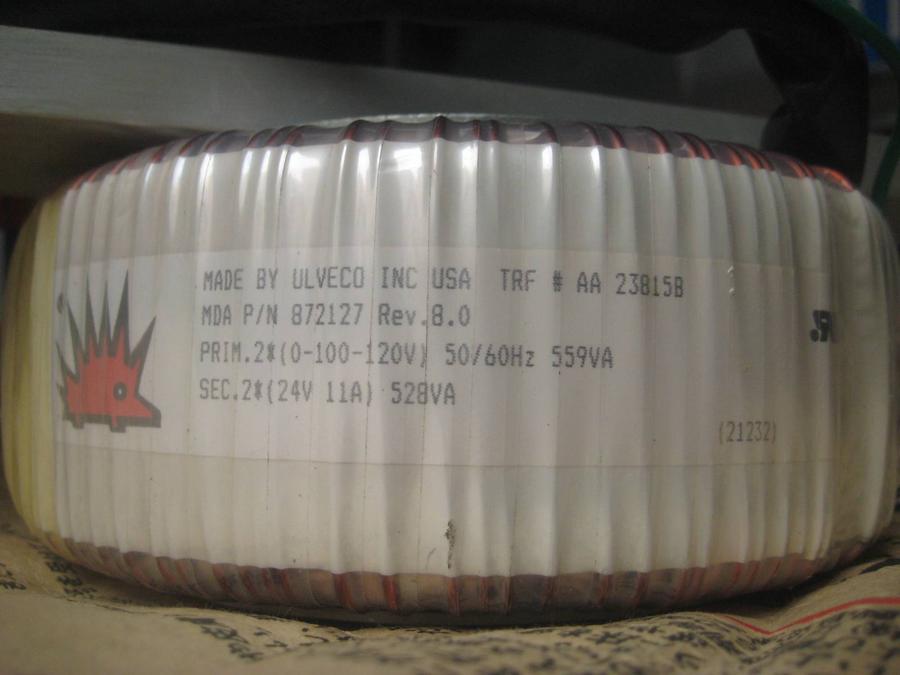 MADE BY ULVECO INC USA TRF # AA 23B15B
MDA P/N 872127 Rev.8.0
PRIM.2*(0-100-120V) 50/60Hz 559VA
SEC.2*(24V 11A) 528VA
(21232)